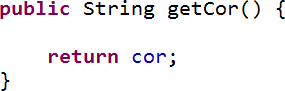 public String getCor() {
    return cor;
}